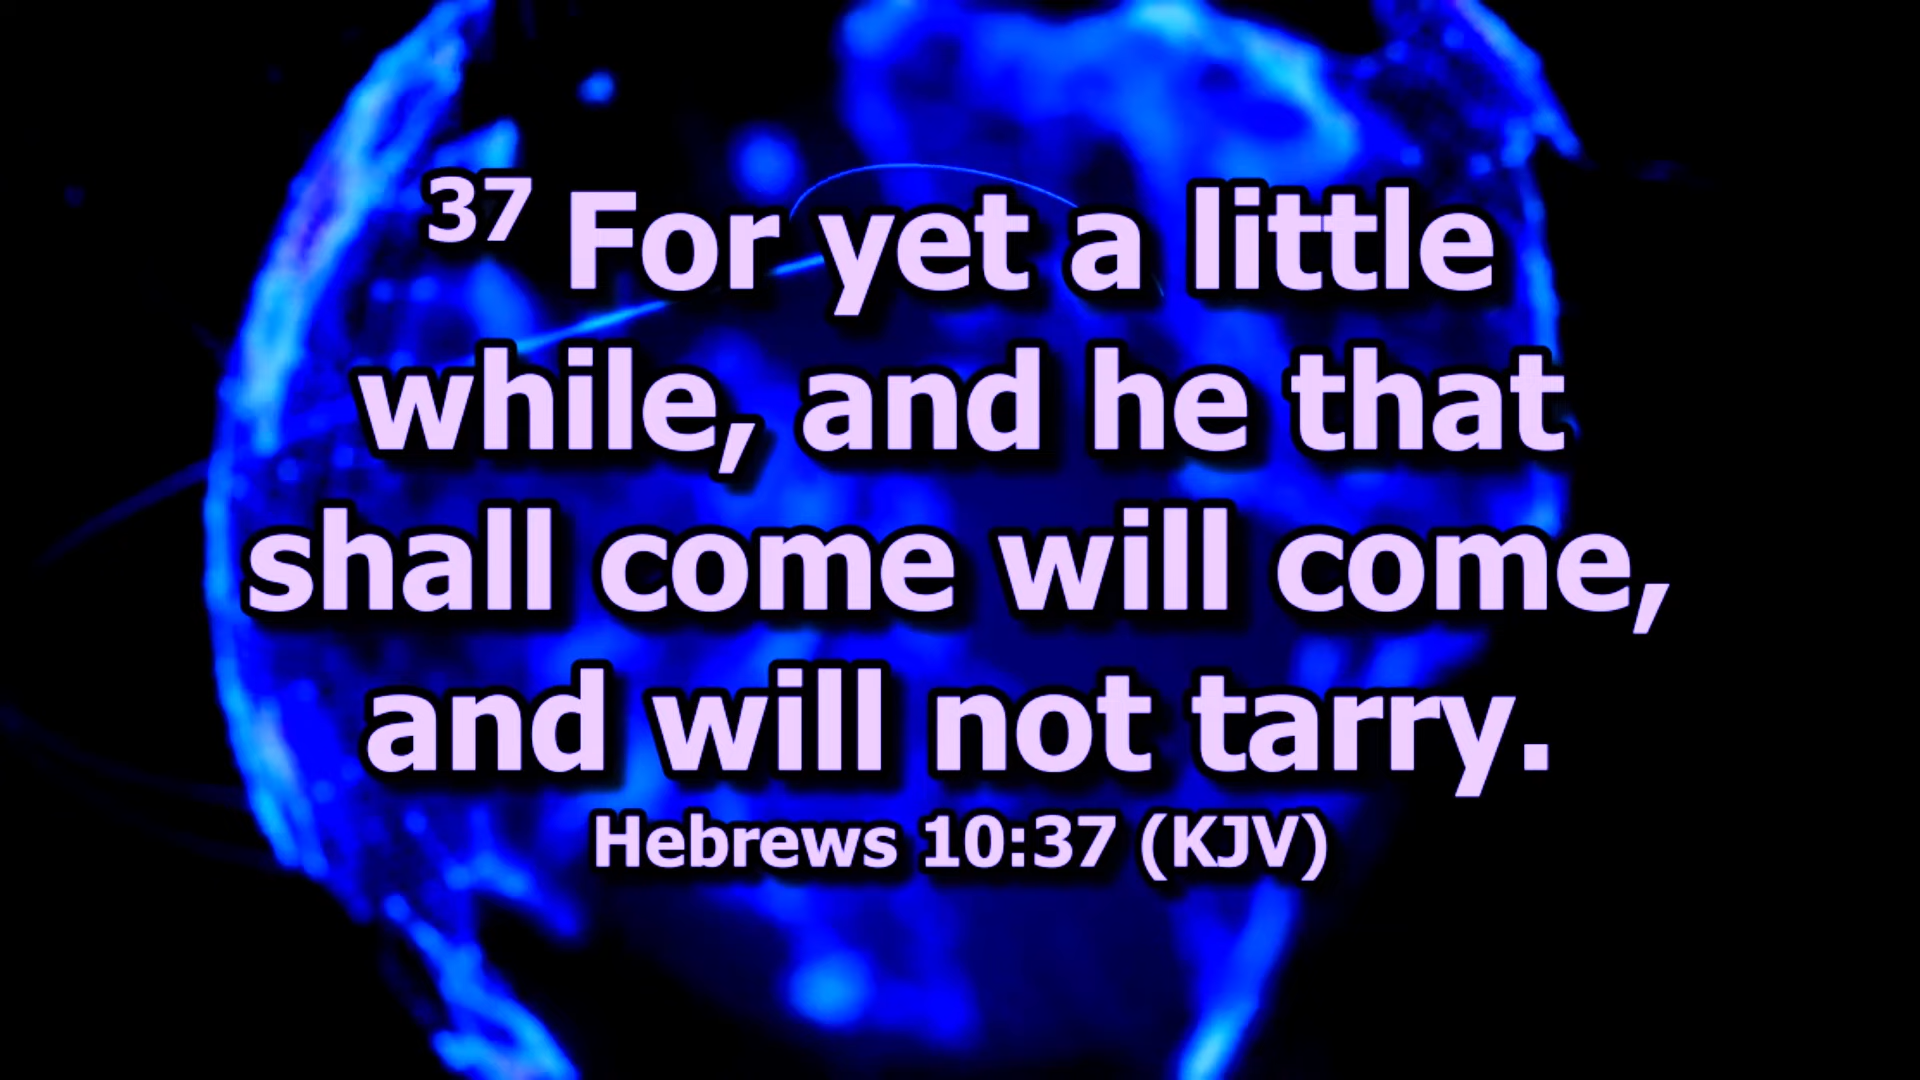 37 For yet a little
while, and he that
shall come will come,
and will not tarry.
Hebrews 10:37 (KJV)